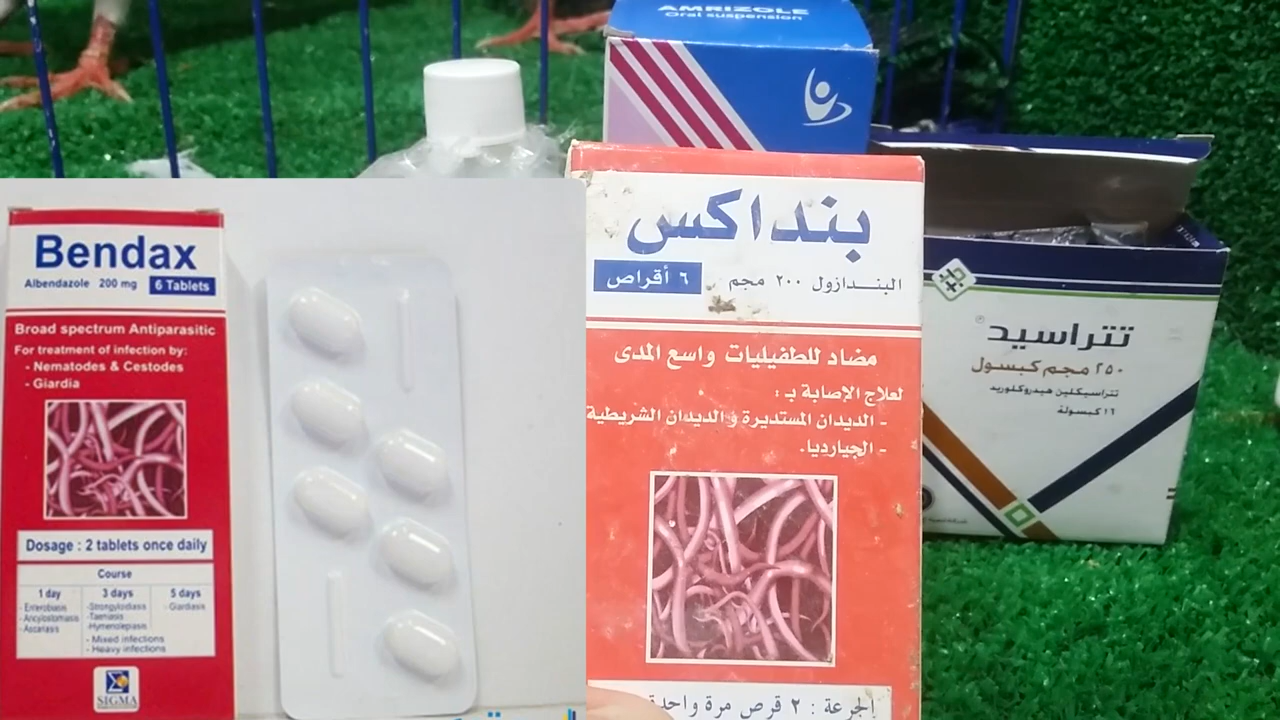 AMRIZOLE
Oral suspension
Bendax
Albendazole 200 mg
6 Tablets
Broad spectrum Antiparasitic
For treatment of infection by:
- Nematodes & Cestodes
- Giardia
Dosage : 2 tablets once daily
Course
1 day
- Enterobiasis
- Ancylostomasis
- Ascariasis
3 days
-Strongyloidiasis
-Taeniasis
-Hymenolepiasis
- Mixed infections
- Heavy infections
5 days
- Giardiasis
SIGMA
بنداكس
البندازول ٢٠٠ مجم
٦ أقراص
مضاد للطفيليات واسع المدى
لعلاج الإصابة بـ :
- الديدان المستديرة و الديدان الشريطية
- الجيارديا.
الجرعة : ٢ قرص مرة واحدة
تتراسيد
٢٥٠ مجم كبسول
تتراسيكلين هيدروكلوريد
١٦ كبسولة